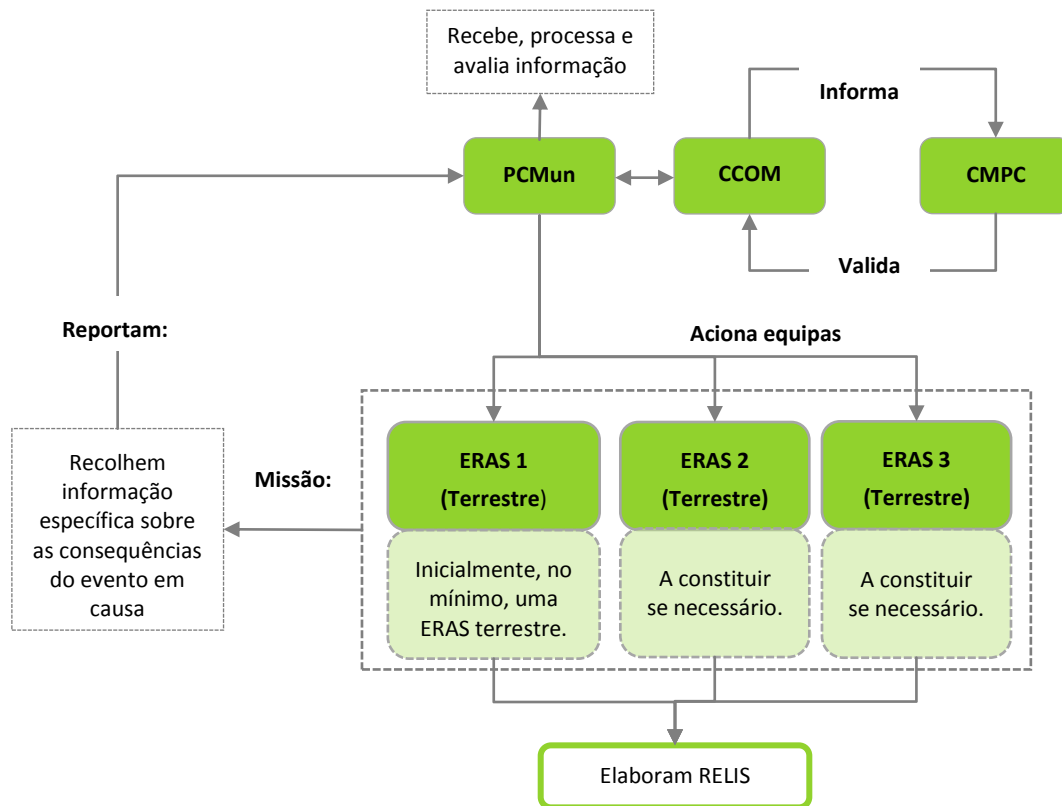 Recebe, processa e
avalia informação
Informa
PCMun
CCOM
CMPC
Valida
Reportam:
Aciona equipas
Recolhem
informação
específica sobre
as consequências
do evento em
causa
Missão:
ERAS 1
(Terrestre)
ERAS 2
(Terrestre)
ERAS 3
(Terrestre)
Inicialmente, no
mínimo, uma
ERAS terrestre.
A constituir
se necessário.
A constituir
se necessário.
Elaboram RELIS